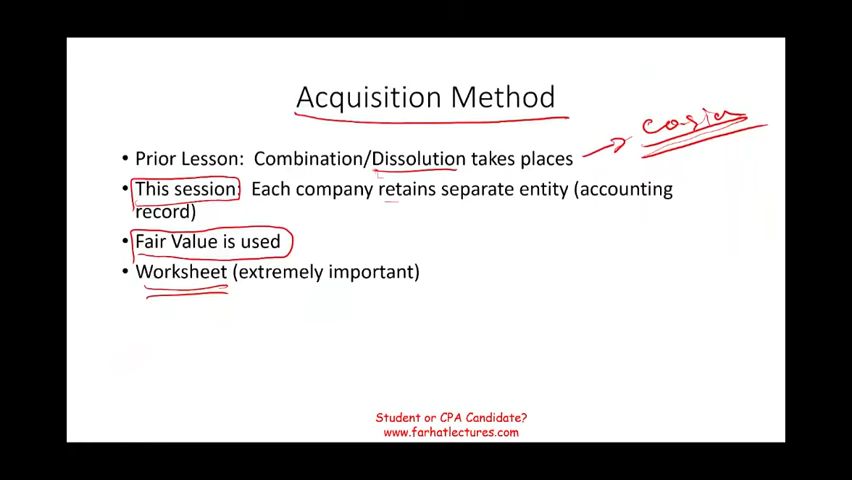 Acquisition Method
easier
• Prior Lesson: Combination/Dissolution takes places
• This session: Each company retains separate entity (accounting
record)
• Fair Value is used
• Worksheet (extremely important)
Student or CPA Candidate?
www.farhatlectures.com